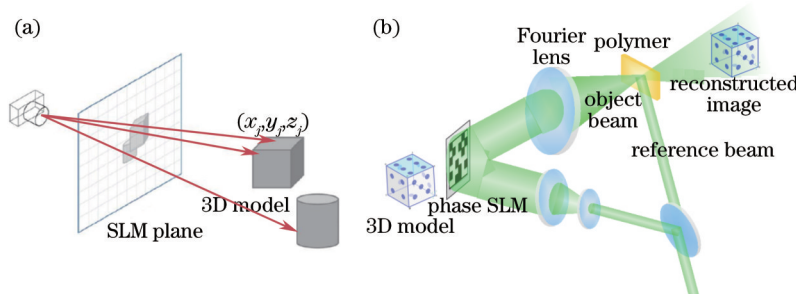 (a)
(x_j,y_j,z_j)
3D model
SLM plane
(b)
Fourier
lens
polymer
reconstructed
image
object
beam
reference beam
phase SLM
3D model